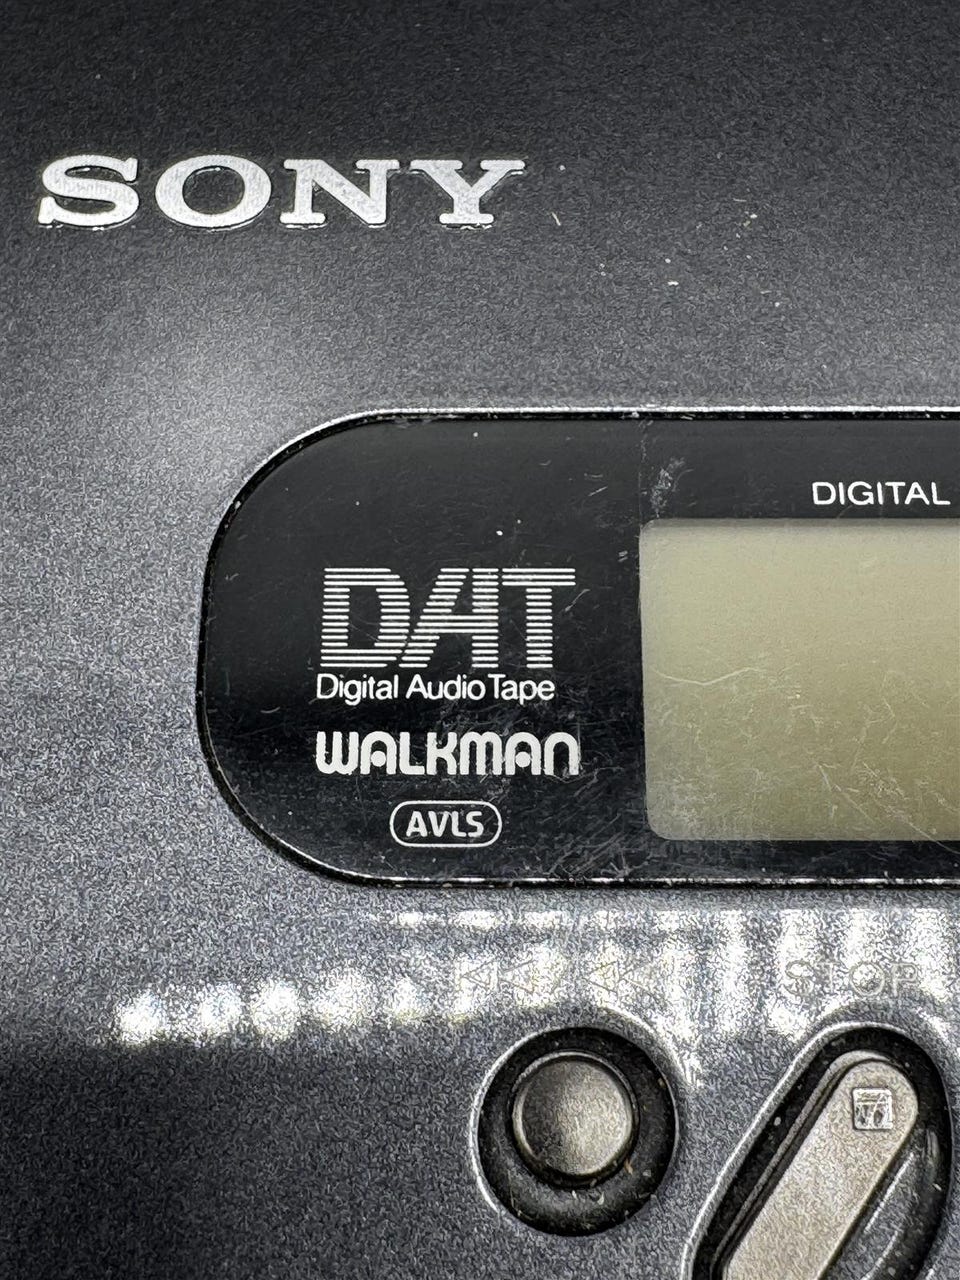 SONY
DIGITAL
DAT
Digital Audio Tape
WALKMAN
AVLS
STOP